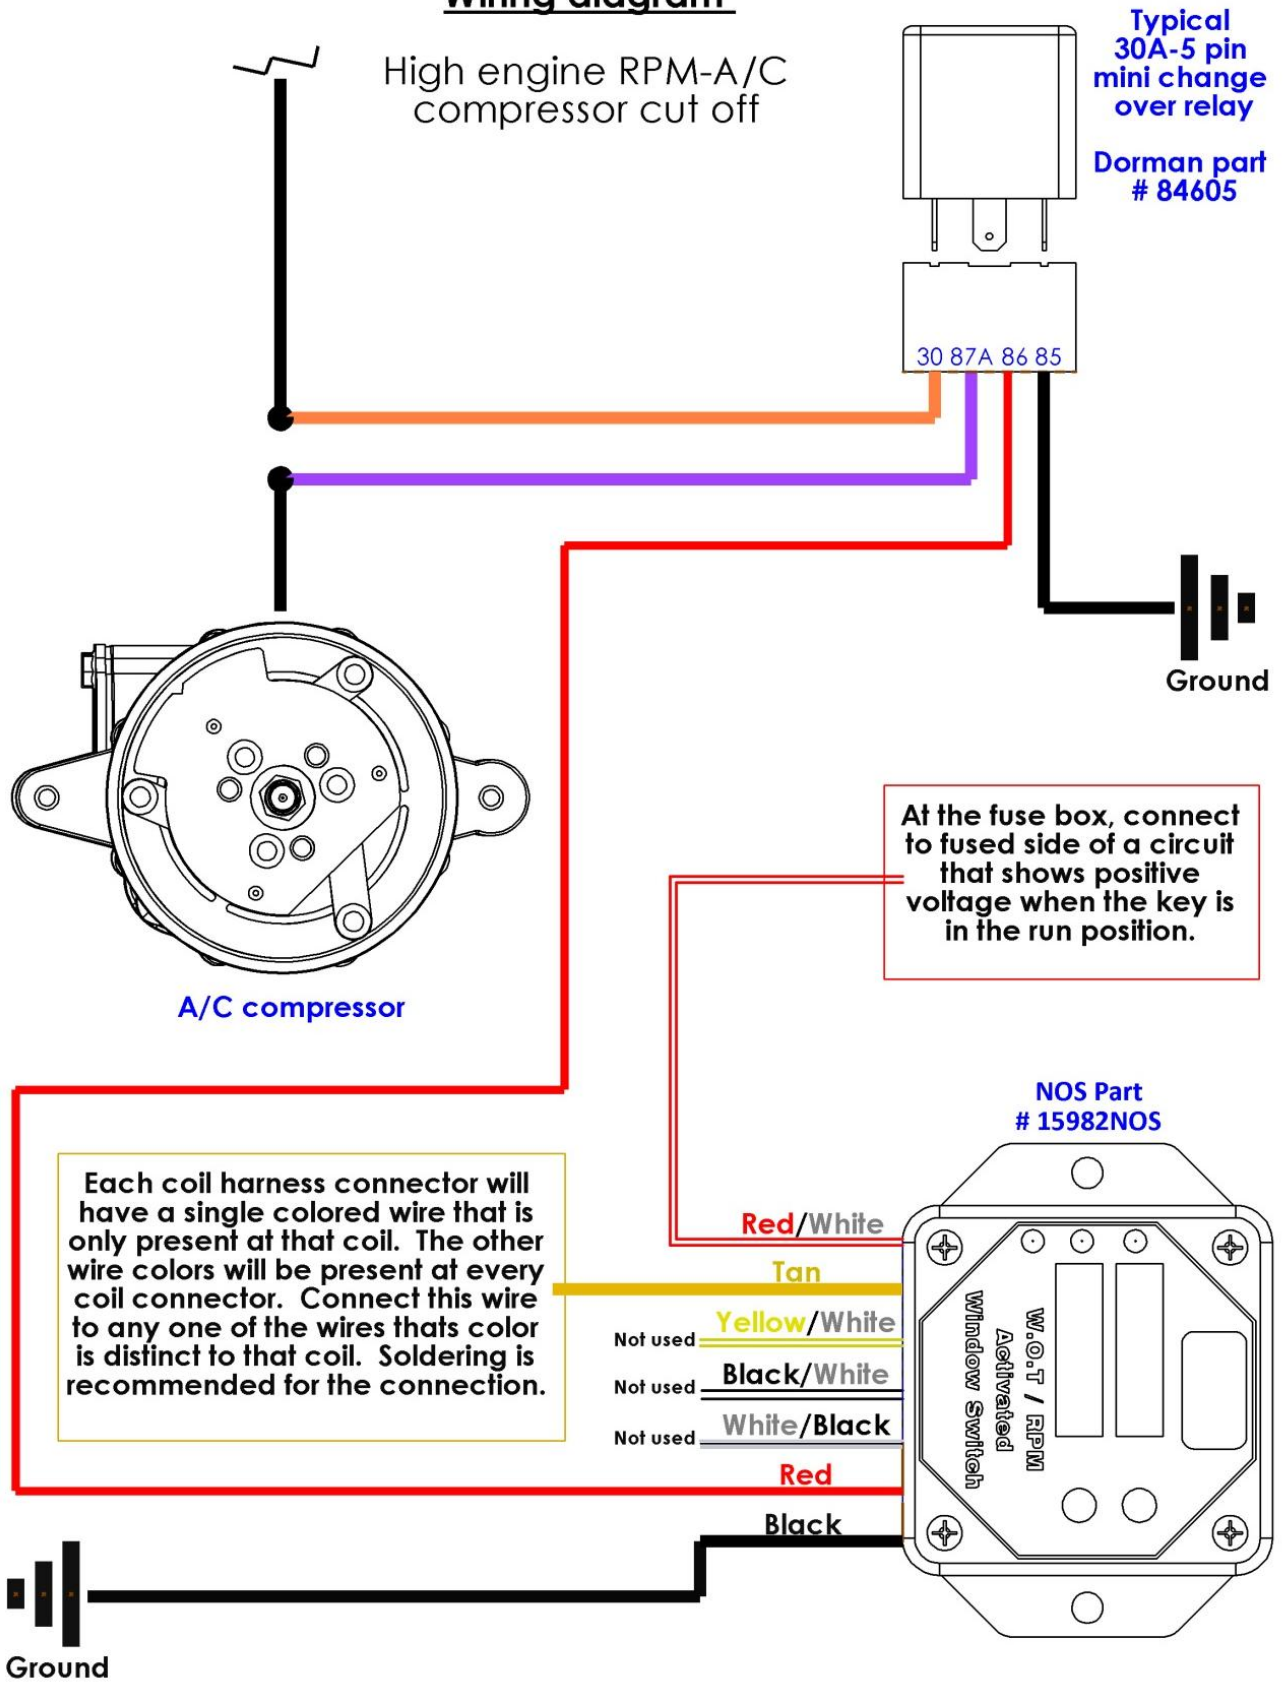 Wiring diagram
High engine RPM-A/C
compressor cut off
Typical
30A-5 pin
mini change
over relay
Dorman part
# 84605
30 87A 86 85
Ground
At the fuse box, connect
to fused side of a circuit
that shows positive
voltage when the key is
in the run position.
A/C compressor
NOS Part
# 15982NOS
Each coil harness connector will
have a single colored wire that is
only present at that coil. The other
wire colors will be present at every
coil connector. Connect this wire
to any one of the wires thats color
is distinct to that coil. Soldering is
recommended for the connection.
Red/White
Tan
Yellow/White
Not used
Black/White
Not used
White/Black
Not used
Red
Black
W.O.T / RPM
Activated
Window Switch
Ground